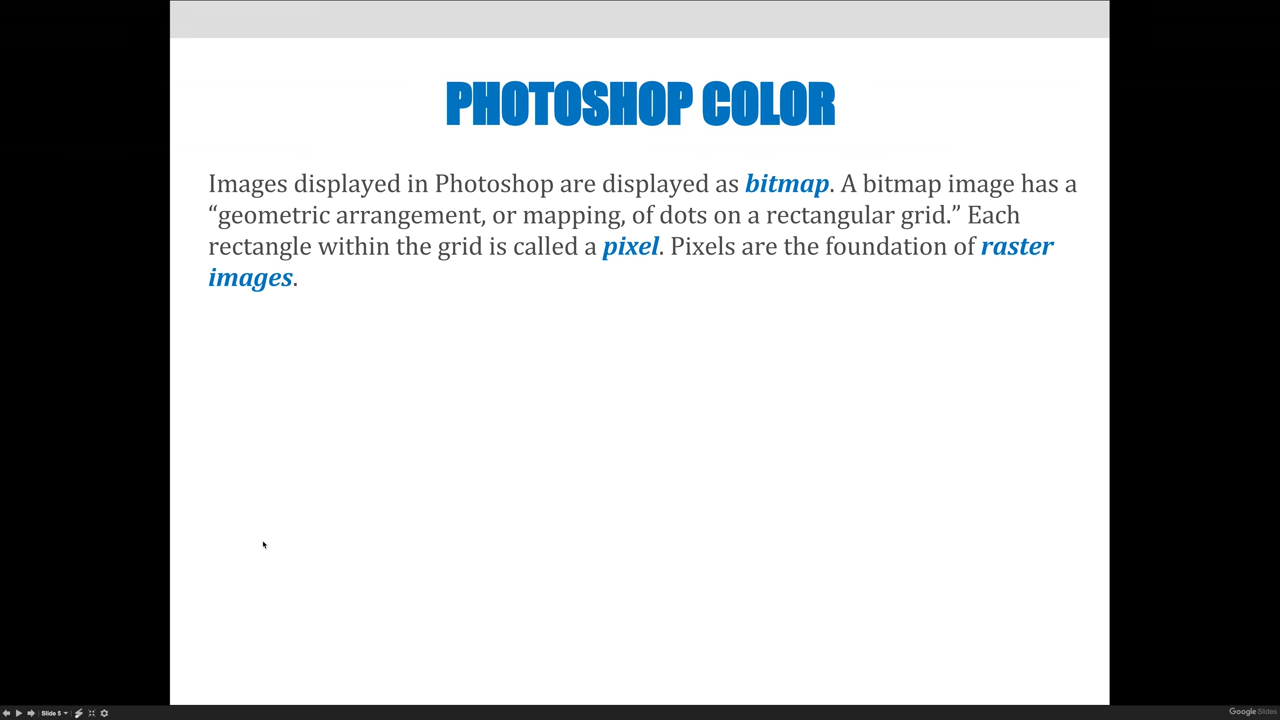 PHOTOSHOP COLOR
Images displayed in Photoshop are displayed as bitmap. A bitmap image has a
“geometric arrangement, or mapping, of dots on a rectangular grid.” Each
rectangle within the grid is called a pixel. Pixels are the foundation of raster
images.
Slide 5
Google Slides